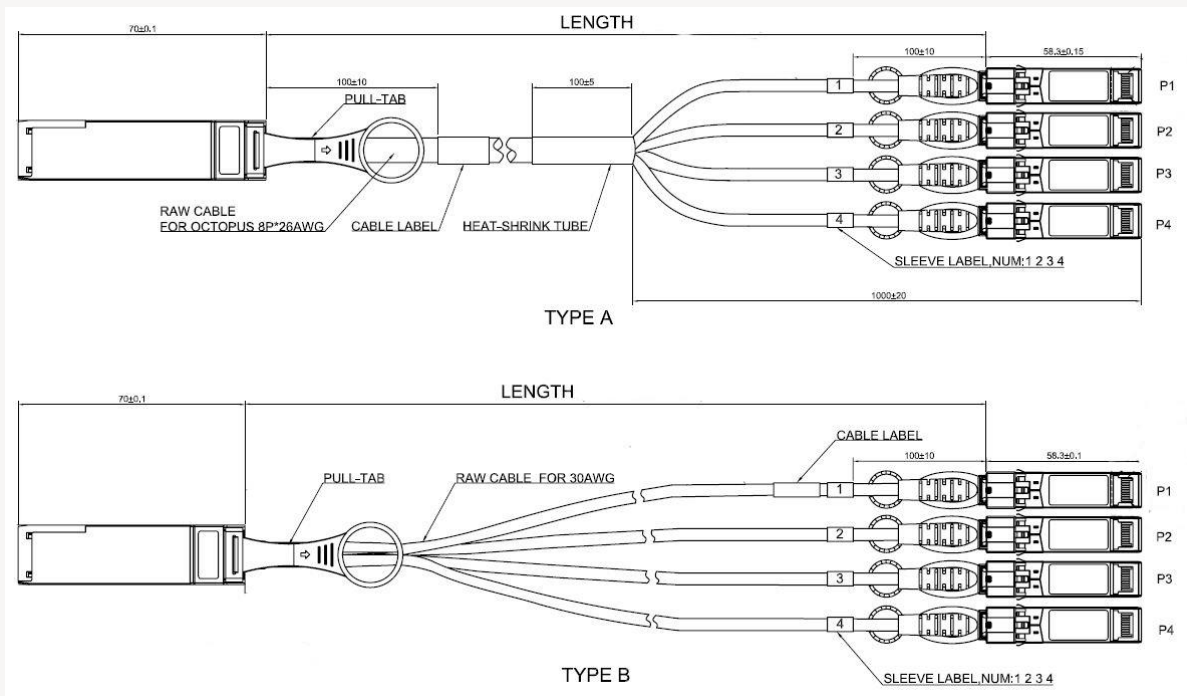 LENGTH
70±0.1
100±10
58.3±0.15
100±10
100±5
PULL-TAB
1
P1
2
P2
3
P3
4
P4
RAW CABLE
FOR OCTOPUS 8P*26AWG
CABLE LABEL
HEAT-SHRINK TUBE
SLEEVE LABEL,NUM:1 2 3 4
1000±20
TYPE A
LENGTH
70±0.1
CABLE LABEL
100±10
58.3±0.1
PULL-TAB
RAW CABLE FOR 30AWG
1
P1
2
P2
3
P3
4
P4
SLEEVE LABEL,NUM:1 2 3 4
TYPE B